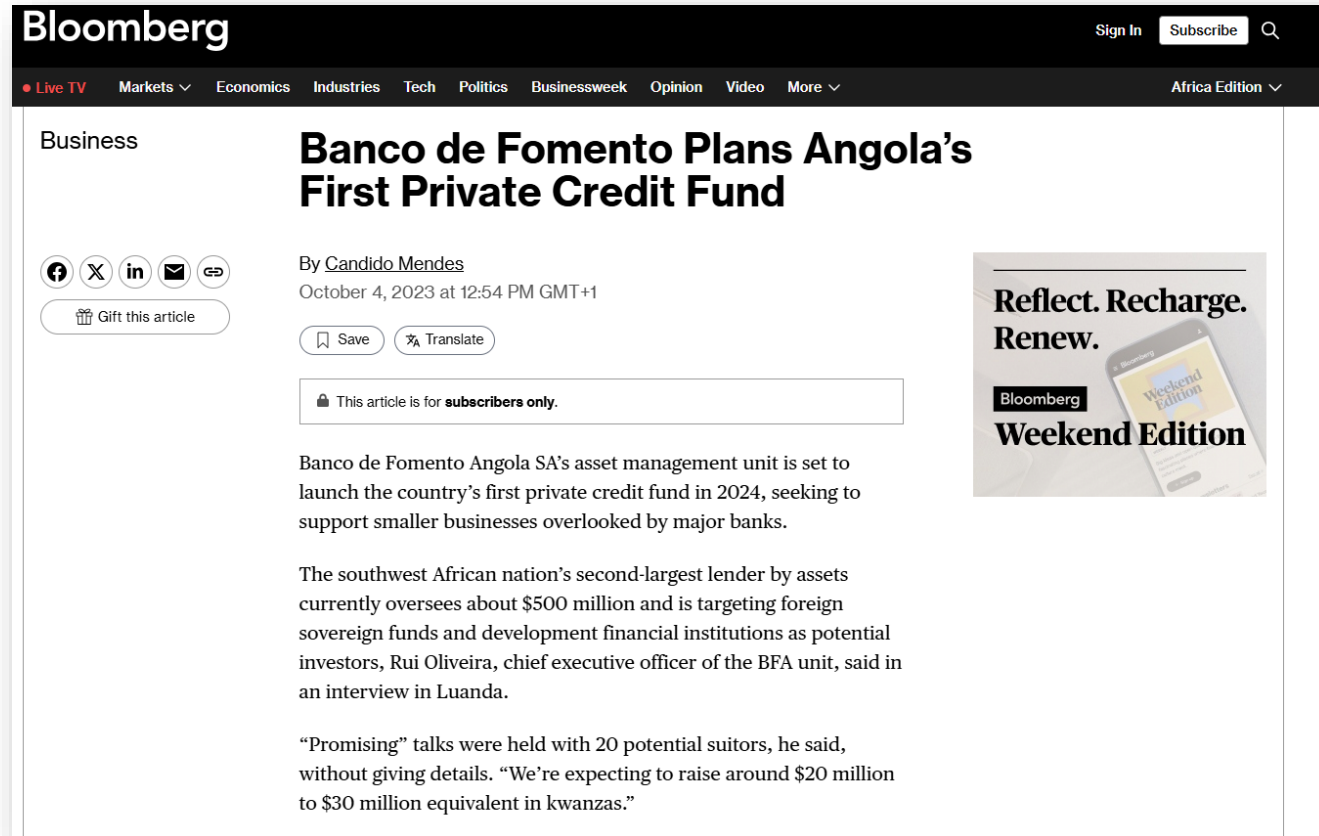 Bloomberg
Sign In
Subscribe
Live TV
Markets
Economics
Industries
Tech
Politics
Businessweek
Opinion
Video
More
Africa Edition
Business
Banco de Fomento Plans Angola’s
First Private Credit Fund
Gift this article
By Candido Mendes
October 4, 2023 at 12:54 PM GMT+1
Save
Translate
This article is for subscribers only.
Banco de Fomento Angola SA’s asset management unit is set to
launch the country’s first private credit fund in 2024, seeking to
support smaller businesses overlooked by major banks.
The southwest African nation’s second-largest lender by assets
currently oversees about $500 million and is targeting foreign
sovereign funds and development financial institutions as potential
investors, Rui Oliveira, chief executive officer of the BFA unit, said in
an interview in Luanda.
“Promising” talks were held with 20 potential suitors, he said,
without giving details. “We’re expecting to raise around $20 million
to $30 million equivalent in kwanzas.”
Reflect. Recharge.
Renew.
Bloomberg
Weekend Edition
Bloomberg
Weekend
Edition